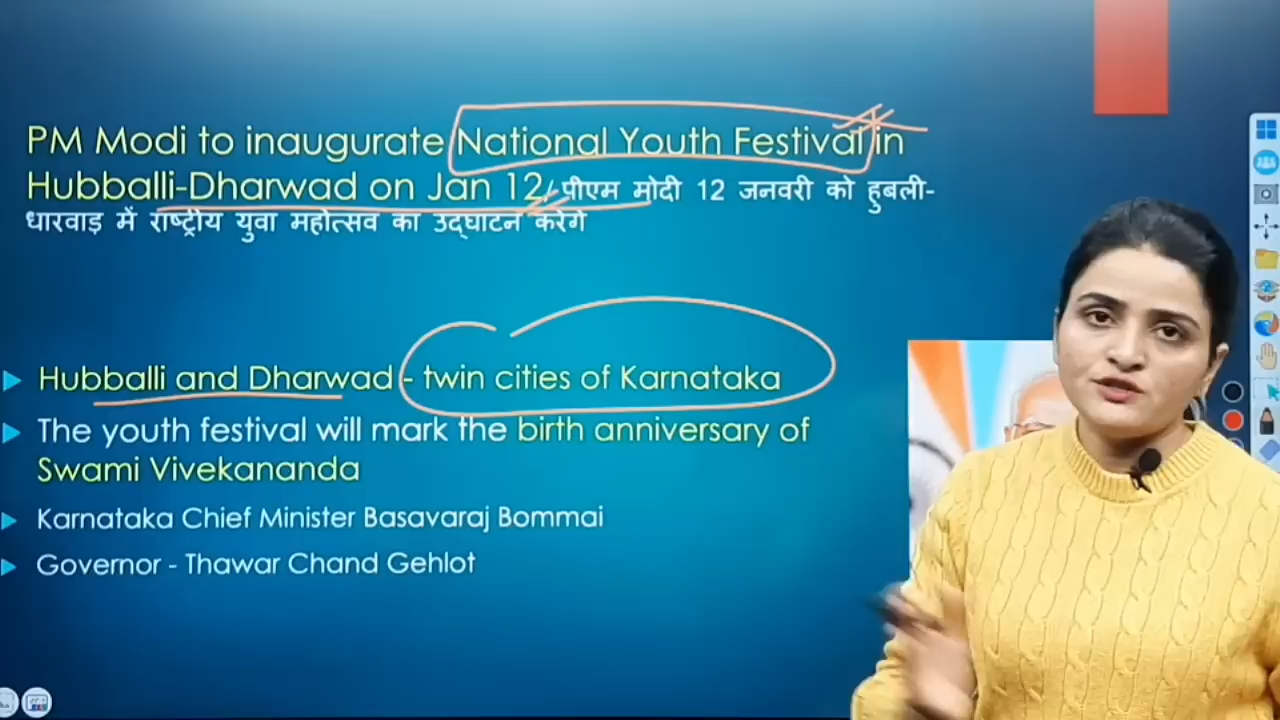 PM Modi to inaugurate National Youth Festival in
Hubballi-Dharwad on Jan 12/ पीएम मोदी 12 जनवरी को हुबली-
धारवाड़ में राष्ट्रीय युवा महोत्सव का उद्घाटन करेंगे
Hubballi and Dharwad - twin cities of Karnataka
The youth festival will mark the birth anniversary of
Swami Vivekananda
Karnataka Chief Minister Basavaraj Bommai
Governor - Thawar Chand Gehlot